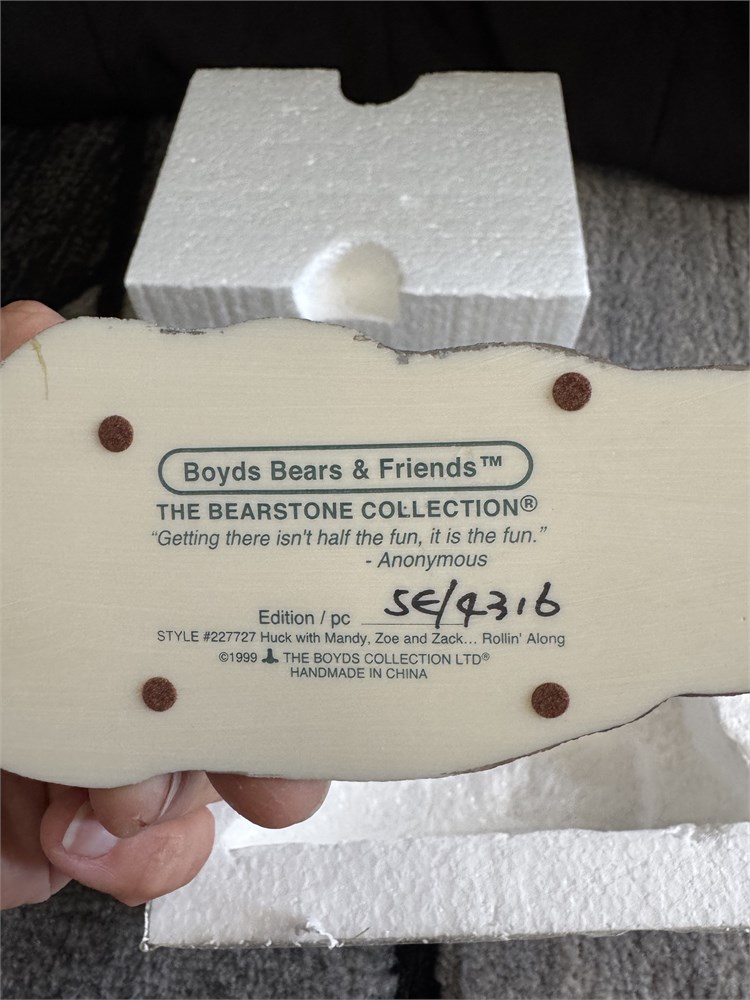 Boyds Bears & Friends™
THE BEARSTONE COLLECTION®
“Getting there isn't half the fun, it is the fun.”
- Anonymous
Edition / pc 5E/4316
STYLE #227727 Huck with Mandy, Zoe and Zack... Rollin' Along
©1999 THE BOYDS COLLECTION LTD®
HANDMADE IN CHINA